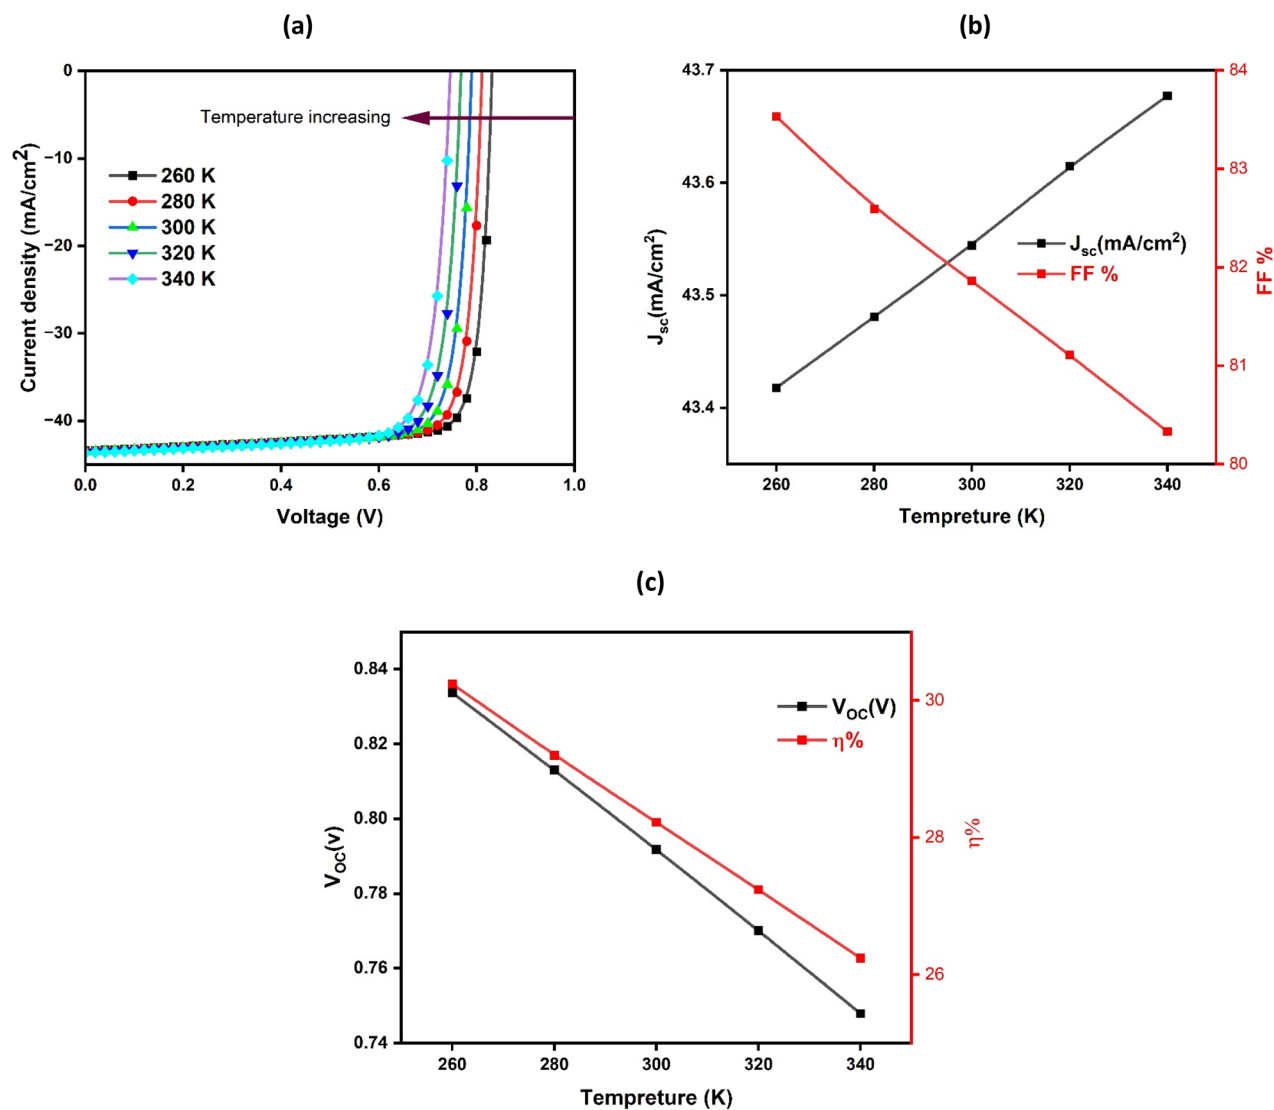 (a)
0
−10
−20
−30
−40
Current density (mA/cm²)
Temperature increasing
260 K
280 K
300 K
320 K
340 K
0.0 0.2 0.4 0.6 0.8 1.0
Voltage (V)
(b)
43.7
43.6
43.5
43.4
Jsc(mA/cm²)
Jsc(mA/cm²)
FF %
84
83
82
81
80
FF %
260 280 300 320 340
Tempreture (K)
(c)
0.84
0.82
0.80
0.78
0.76
0.74
VOC(v)
VOC(V)
η%
30
28
26
η%
260 280 300 320 340
Tempreture (K)